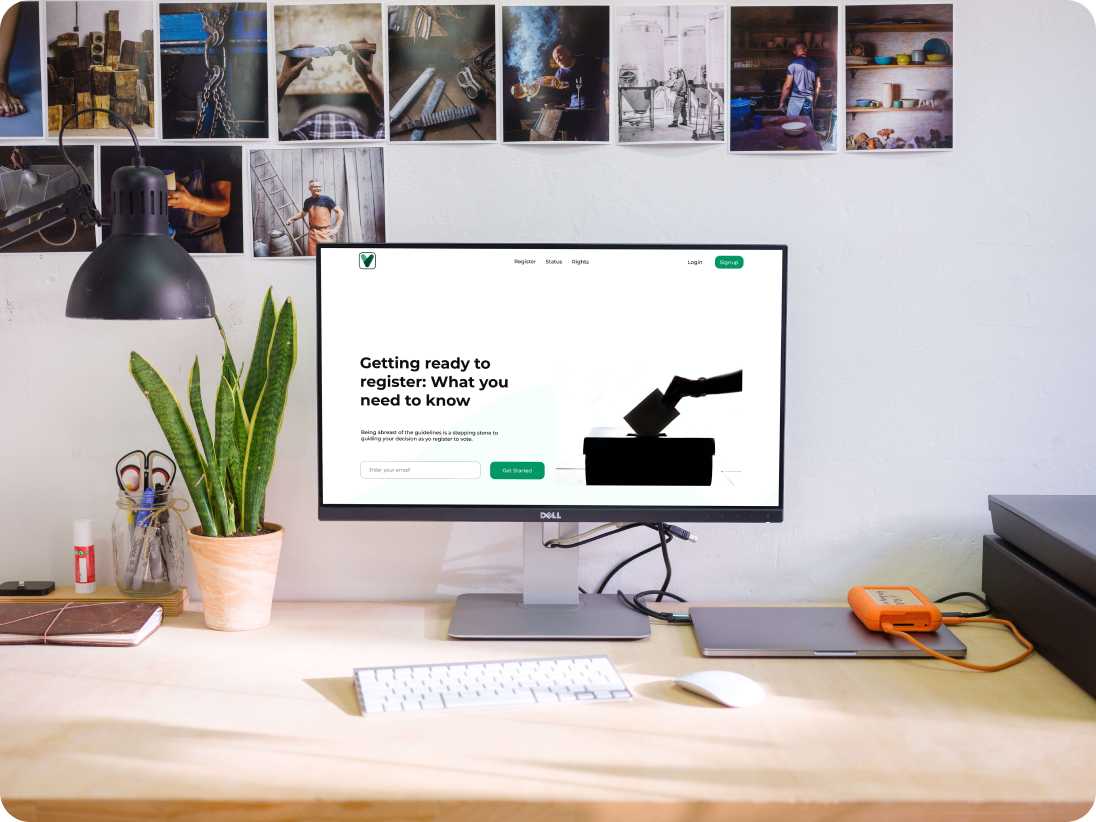 Register Status Rights Login Signup
Getting ready to
register: What you
need to know
Being abreast of the guidelines is a stepping stone to
guiding your decision as yo register to vote.
Enter your email Get Started
DELL